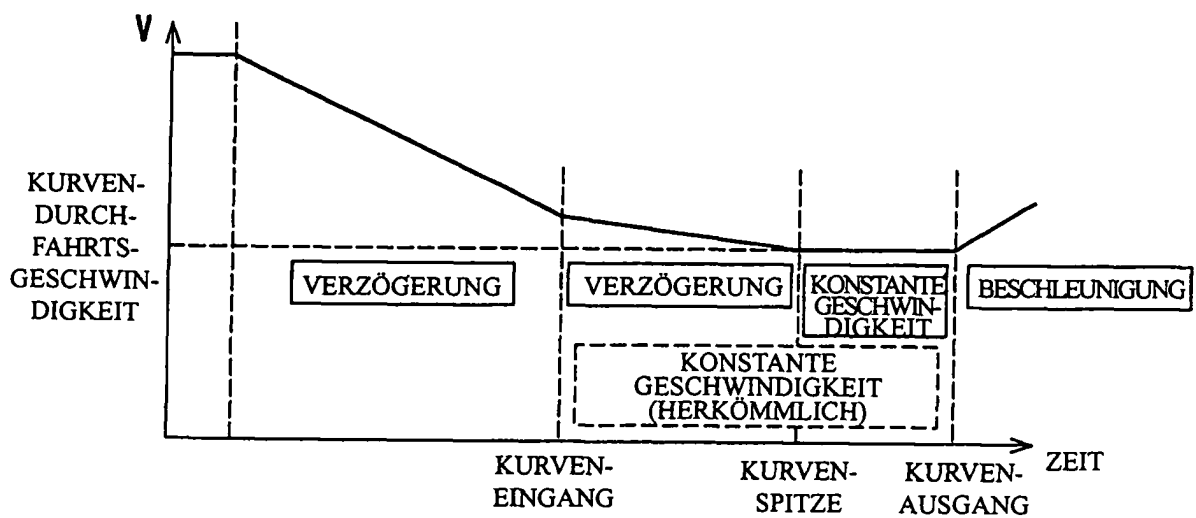 V
KURVEN-
DURCH-
FAHRTS-
GESCHWIN-
DIGKEIT
VERZÖGERUNG
VERZÖGERUNG
KONSTANTE
GESCHWIN-
DIGKEIT
BESCHLEUNIGUNG
KONSTANTE
GESCHWINDIGKEIT
(HERKÖMMLICH)
KURVEN-
EINGANG
KURVEN-
SPITZE
KURVEN-
AUSGANG
ZEIT